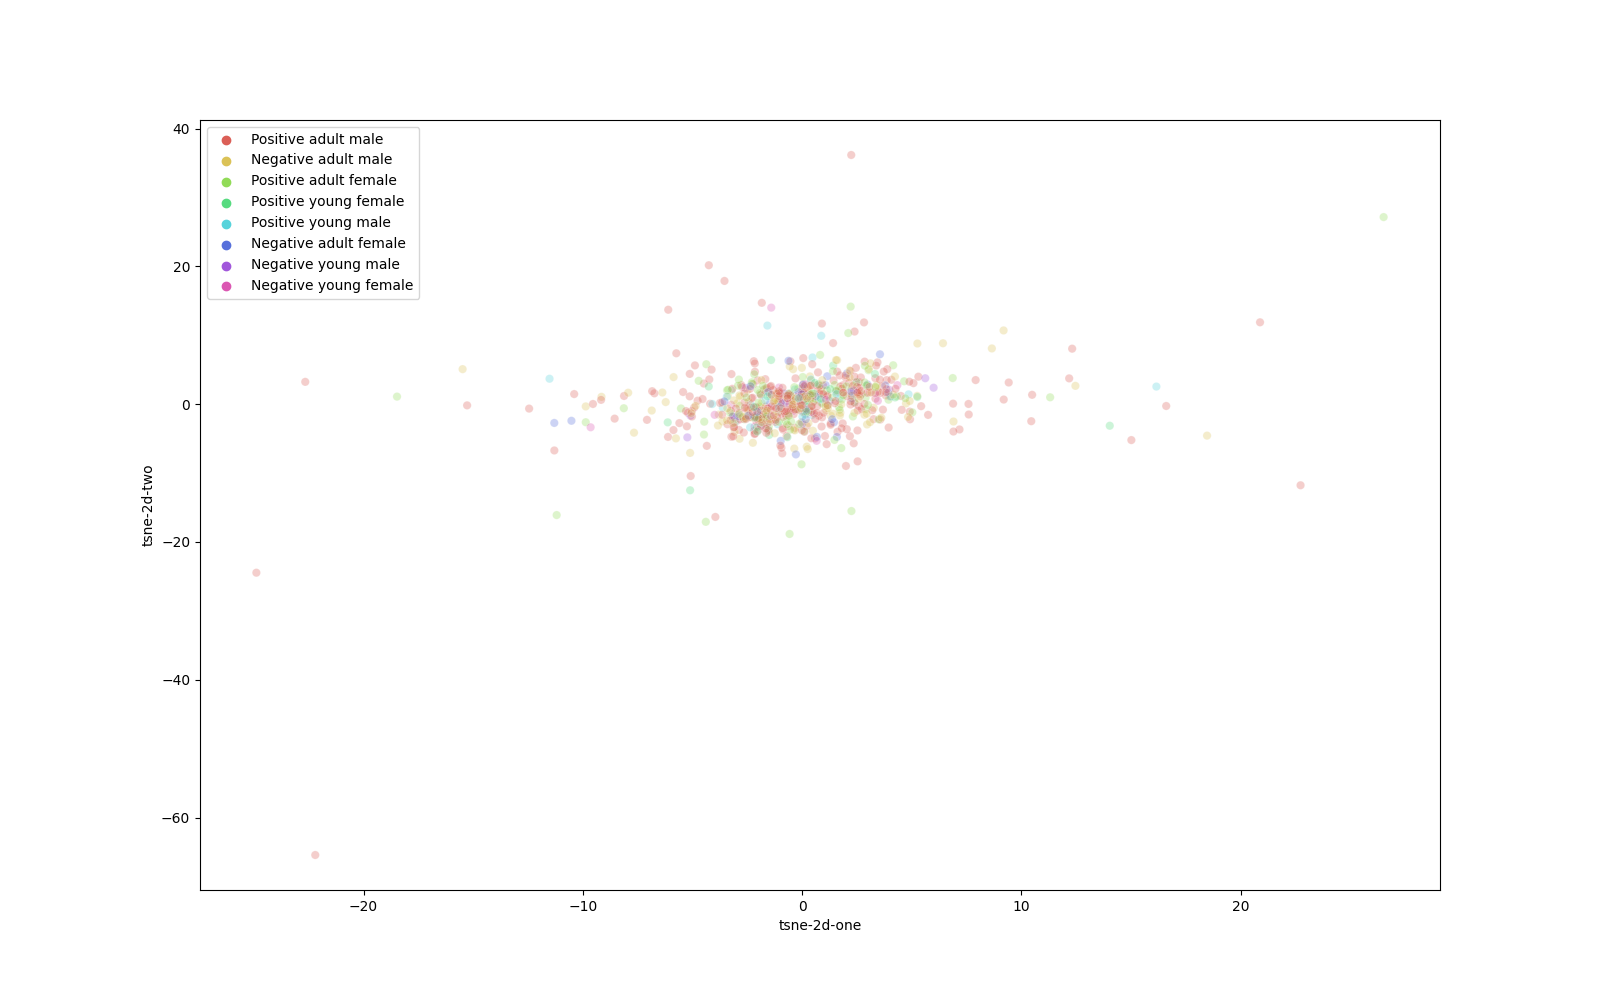 Positive adult male
Negative adult male
Positive adult female
Positive young female
Positive young male
Negative adult female
Negative young male
Negative young female
40
20
0
−20
−40
−60
tsne-2d-two
−20
−10
0
10
20
tsne-2d-one